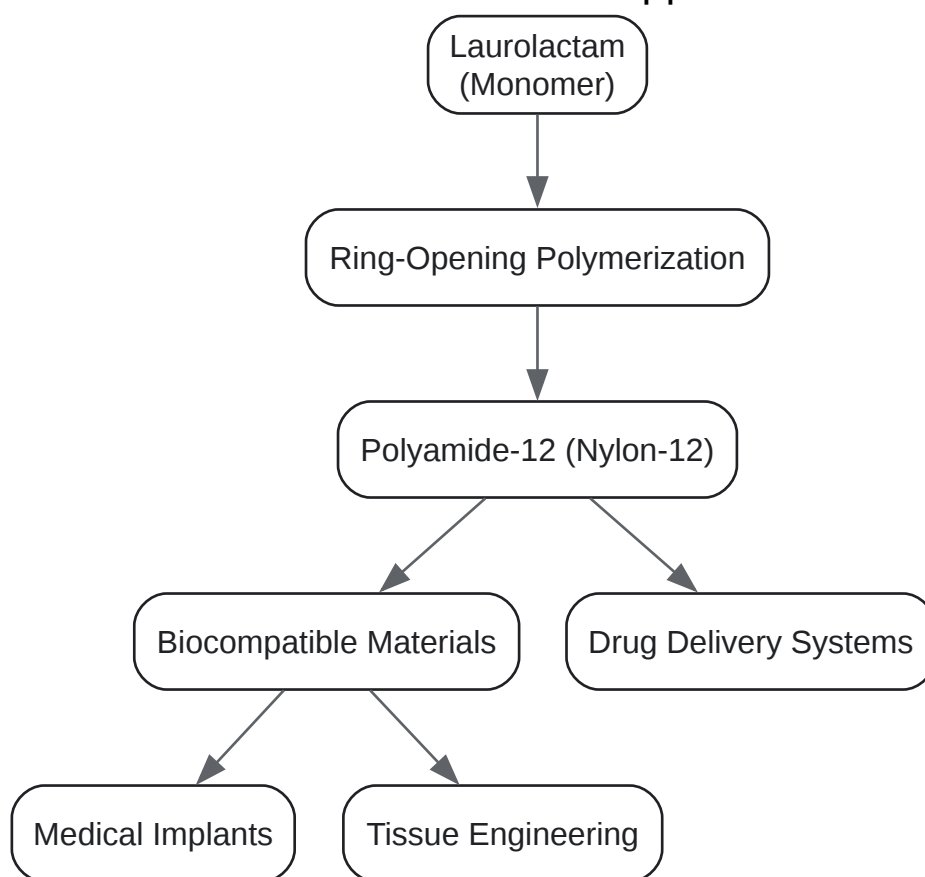 Laurolactam
(Monomer)
Ring-Opening Polymerization
Polyamide-12 (Nylon-12)
Biocompatible Materials
Drug Delivery Systems
Medical Implants
Tissue Engineering